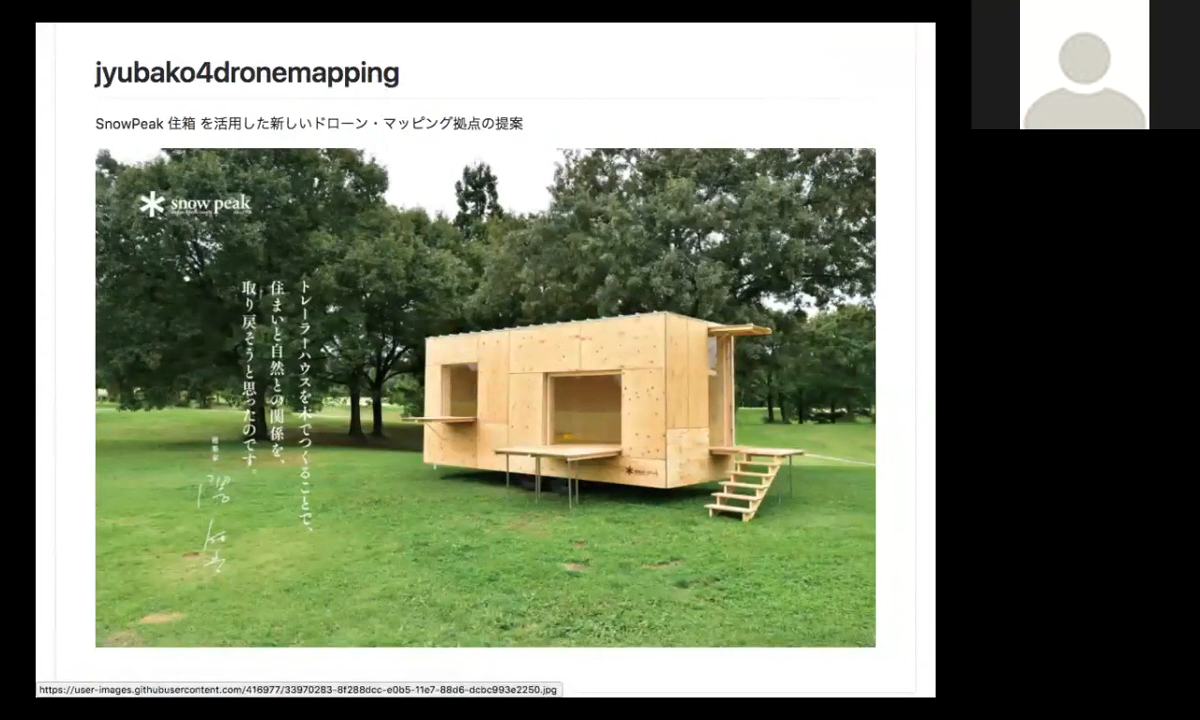 jyubako4dronemapping
SnowPeak 住箱 を活用した新しいドローン・マッピング拠点の提案
snow peak
トレーラーハウスを木でつくることで、
住まいと自然との関係を、
取り戻そうと思ったのです。
https://user-images.githubusercontent.com/416977/33970283-8f288dcc-e0b5-11e7-88d6-dcbc993e2250.jpg